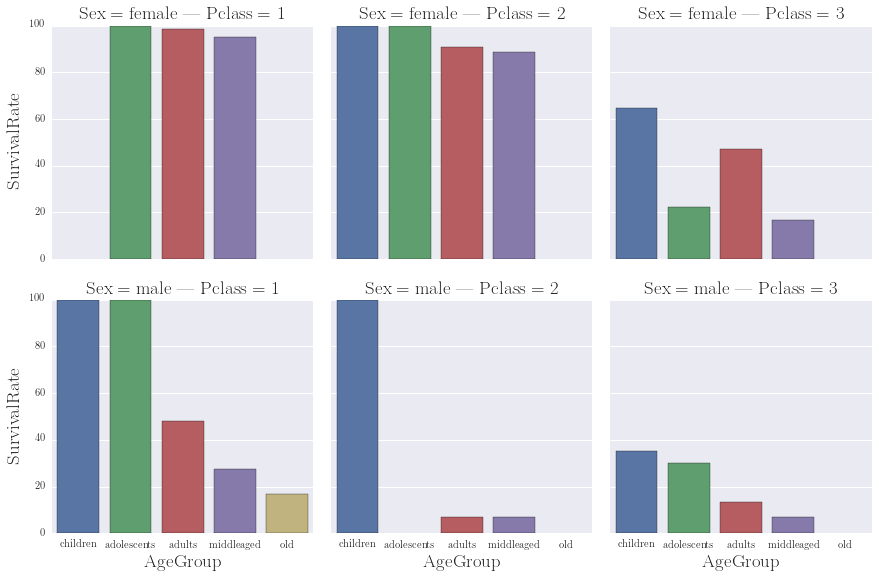 Sex = female — Pclass = 1
Sex = female — Pclass = 2
Sex = female — Pclass = 3
100
80
60
40
20
0
SurvivalRate
Sex = male — Pclass = 1
Sex = male — Pclass = 2
Sex = male — Pclass = 3
100
80
60
40
20
0
SurvivalRate
children adolescents adults middleaged old
children adolescents adults middleaged old
children adolescents adults middleaged old
AgeGroup
AgeGroup
AgeGroup